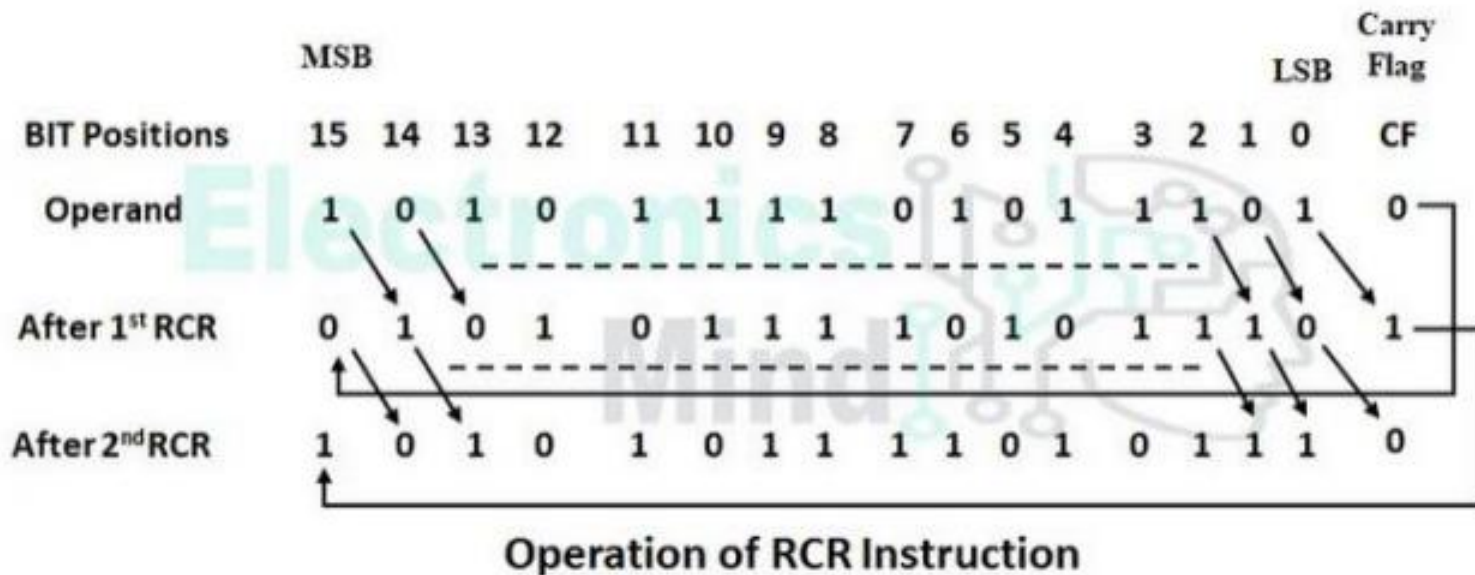 MSB LSB Carry Flag
BIT Positions 15 14 13 12 11 10 9 8 7 6 5 4 3 2 1 0 CF
Operand 1 0 1 0 1 1 1 1 0 1 0 1 1 1 0 1 0
Electronics
After 1st RCR 0 1 0 1 0 1 1 1 1 0 1 0 1 1 1 0 1
Mind
After 2nd RCR 1 0 1 0 1 0 1 1 1 1 0 1 0 1 1 1 0
Operation of RCR Instruction